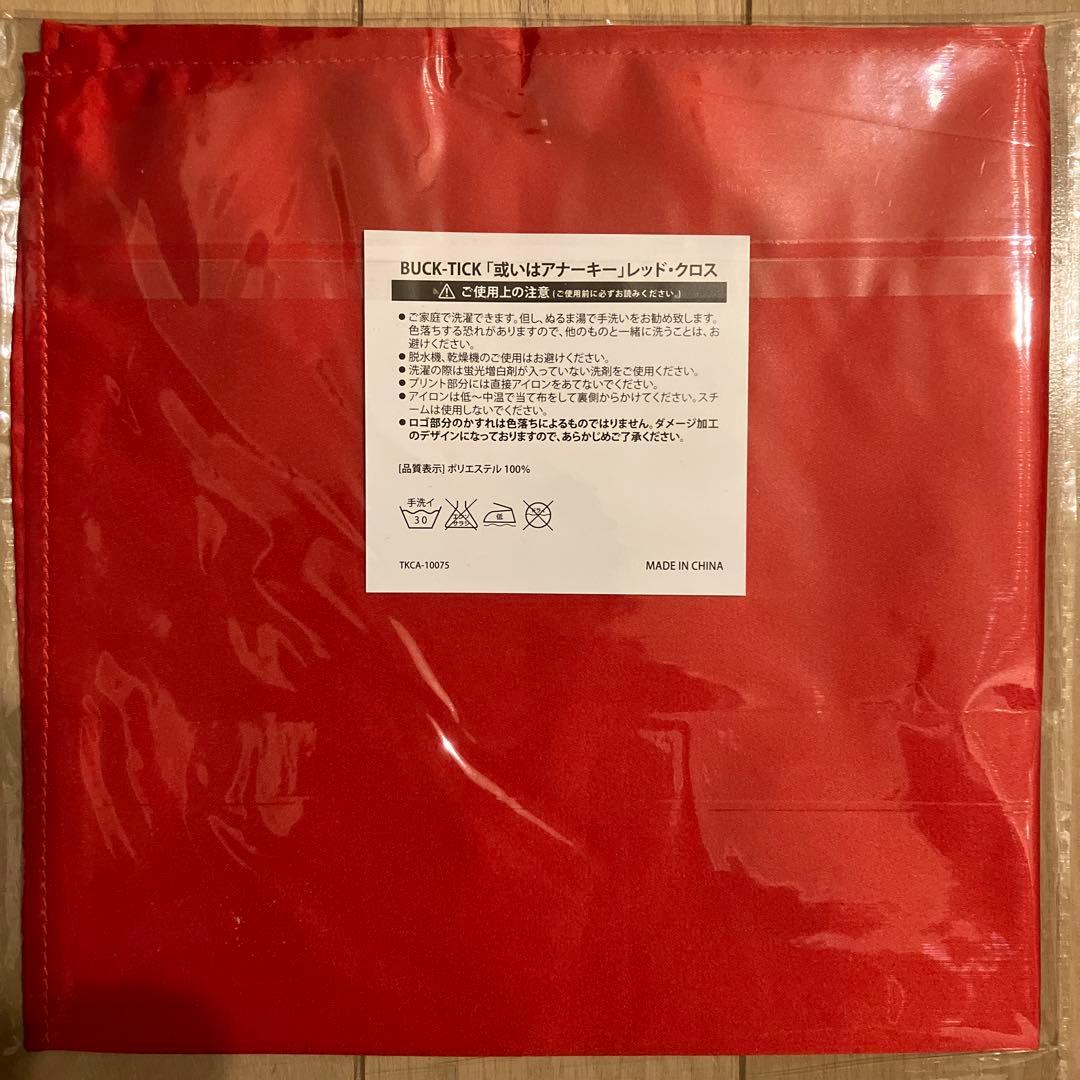 BUCK-TICK「或いはアナーキー」レッド・クロス
ご使用上の注意 (ご使用前に必ずお読みください。)
● ご家庭で洗濯できます。但し、ぬるま湯で手洗いをお勧め致します。
色落ちする恐れがありますので、他のものと一緒に洗うことは、お
避けください。
● 脱水機、乾燥機のご使用はお避けください。
● 洗濯の際は蛍光増白剤が入っていない洗剤をご使用ください。
● プリント部分には直接アイロンをあてないでください。
● アイロンは低〜中温で当て布をして裏側からかけてください。スチ
ームは使用しないでください。
● ロゴ部分のかすれは色落ちによるものではりません。ダメージ加工
のデザインになっておりますので、あらかじめご了承ください。
[品質表示] ポリエステル 100%
手洗イ
30 エンソ 低 ドライ
サラシ
TKCA-10075 MADE IN CHINA